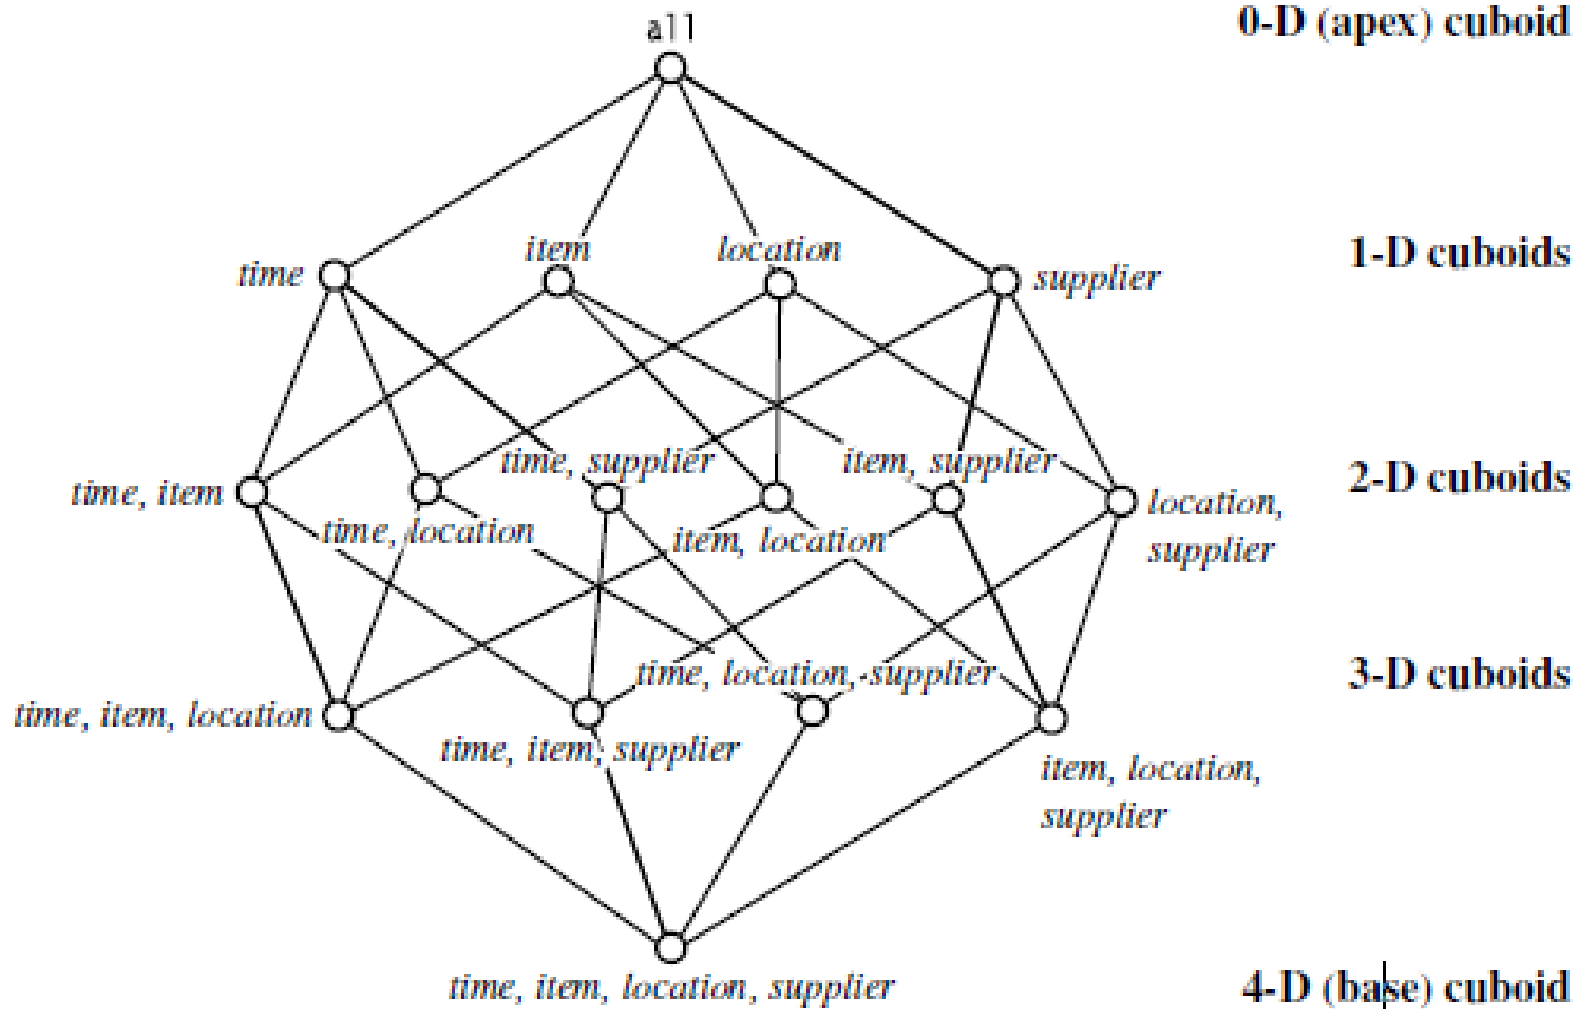 all
0-D (apex) cuboid
time
item
location
supplier
1-D cuboids
time, item
time, location
time, supplier
item, location
item, supplier
location,
supplier
2-D cuboids
time, item, location
time, item, supplier
time, location, supplier
item, location,
supplier
3-D cuboids
time, item, location, supplier
4-D (base) cuboid